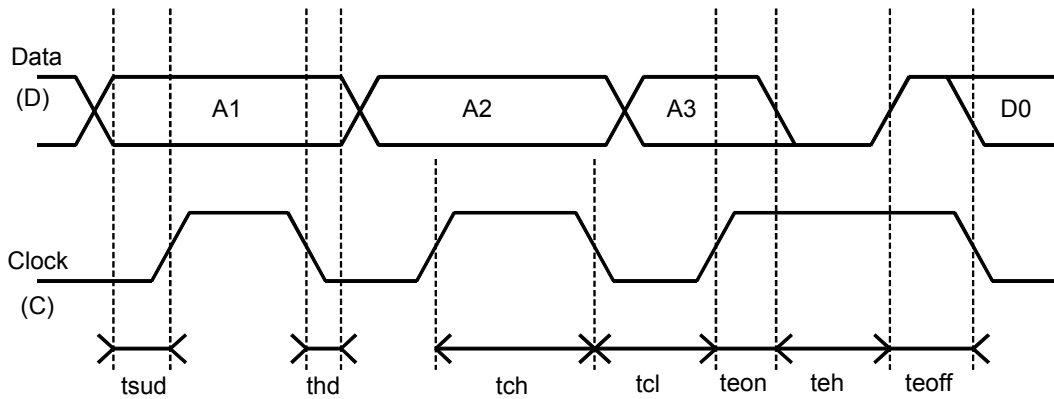 Data
(D)
A1
A2
A3
D0
Clock
(C)
tsud
thd
tch
tcl
teon
teh
teoff